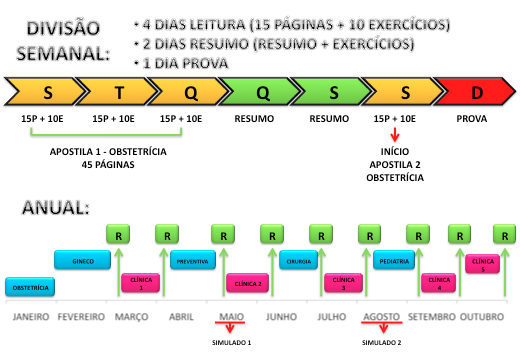 DIVISÃO
SEMANAL:
• 4 DIAS LEITURA (15 PÁGINAS + 10 EXERCÍCIOS)
• 2 DIAS RESUMO (RESUMO + EXERCÍCIOS)
• 1 DIA PROVA
S T Q Q S S D
15P + 10E 15P + 10E 15P + 10E RESUMO RESUMO 15P + 10E PROVA
APOSTILA 1 - OBSTETRÍCIA
45 PÁGINAS
INÍCIO
APOSTILA 2
OBSTETRÍCIA
ANUAL:
R R R R R R R R
GINECO PREVENTIVA CIRURGIA PEDIATRIA CLÍNICA
5
OBSTETRÍCIA CLÍNICA
1
CLÍNICA 2 CLÍNICA
3
CLÍNICA
4
JANEIRO FEVEREIRO MARÇO ABRIL MAIO JUNHO JULHO AGOSTO SETEMBRO OUTUBRO
SIMULADO 1 SIMULADO 2